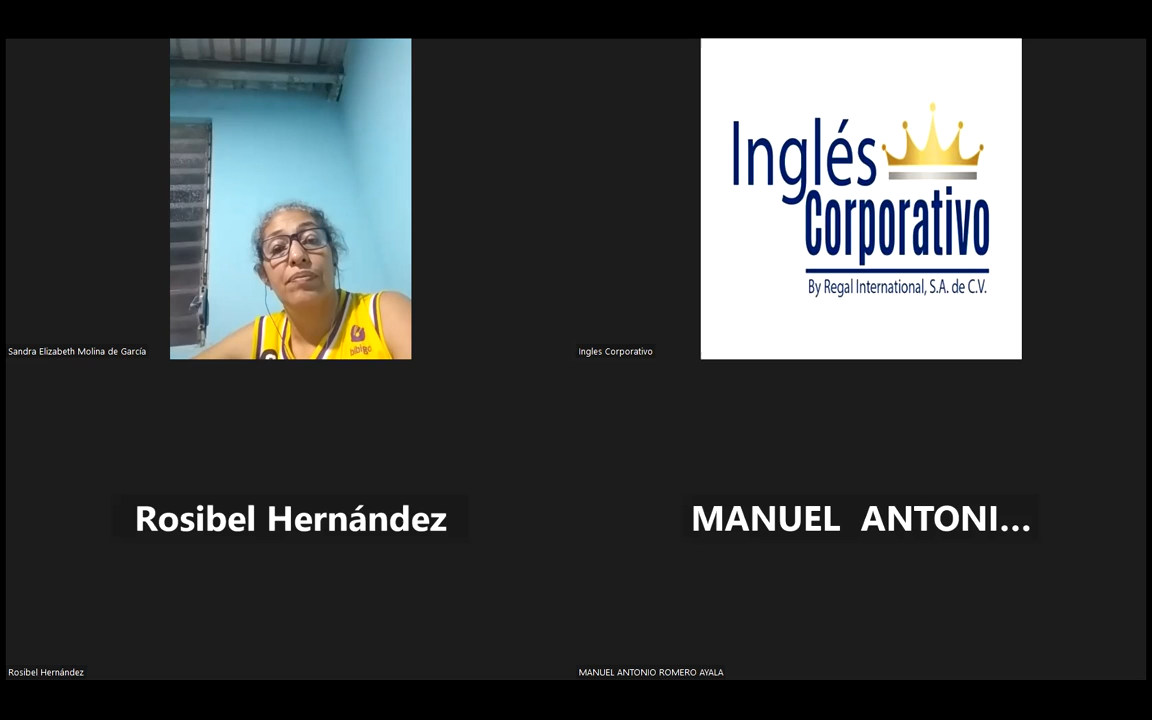 Inglés
Corporativo
By Regal International, S.A. de C.V.
Sandra Elizabeth Molina de García
Ingles Corporativo
Rosibel Hernández
MANUEL ANTONI...
Rosibel Hernández
MANUEL ANTONIO ROMERO AYALA